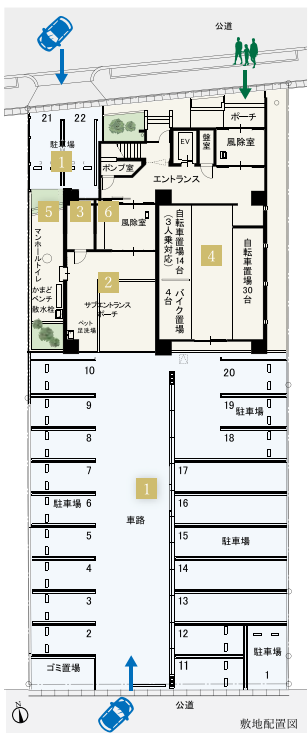 公道
21
22
駐車場
1
ポーチ
EV
盤室
風除室
ポンプ室
エントランス
5
3
6
風除室
マンホールトイレ
かまど
ベンチ
散水栓
2
サブエントランス
ポーチ
ペット
足洗場
自転車置場14台
(3人乗対応)
バイク置場
4台
4
自転車置場30台
10
9
8
7
駐車場
6
5
4
3
2
ゴミ置場
1
車路
20
19
駐車場
18
17
16
15
駐車場
14
13
12
11
駐車場
1
公道
N
敷地配置図